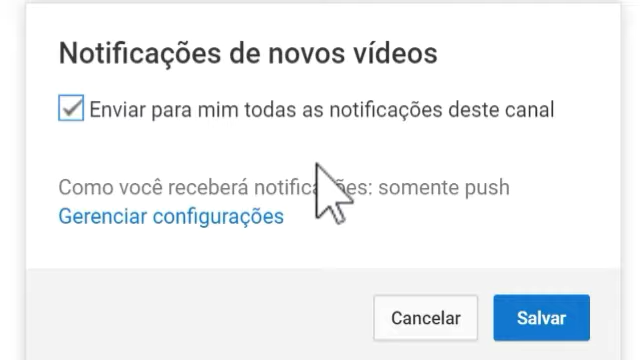 Notificações de novos vídeos
Enviar para mim todas as notificações deste canal
Como você receberá notificações: somente push
Gerenciar configurações
Cancelar
Salvar